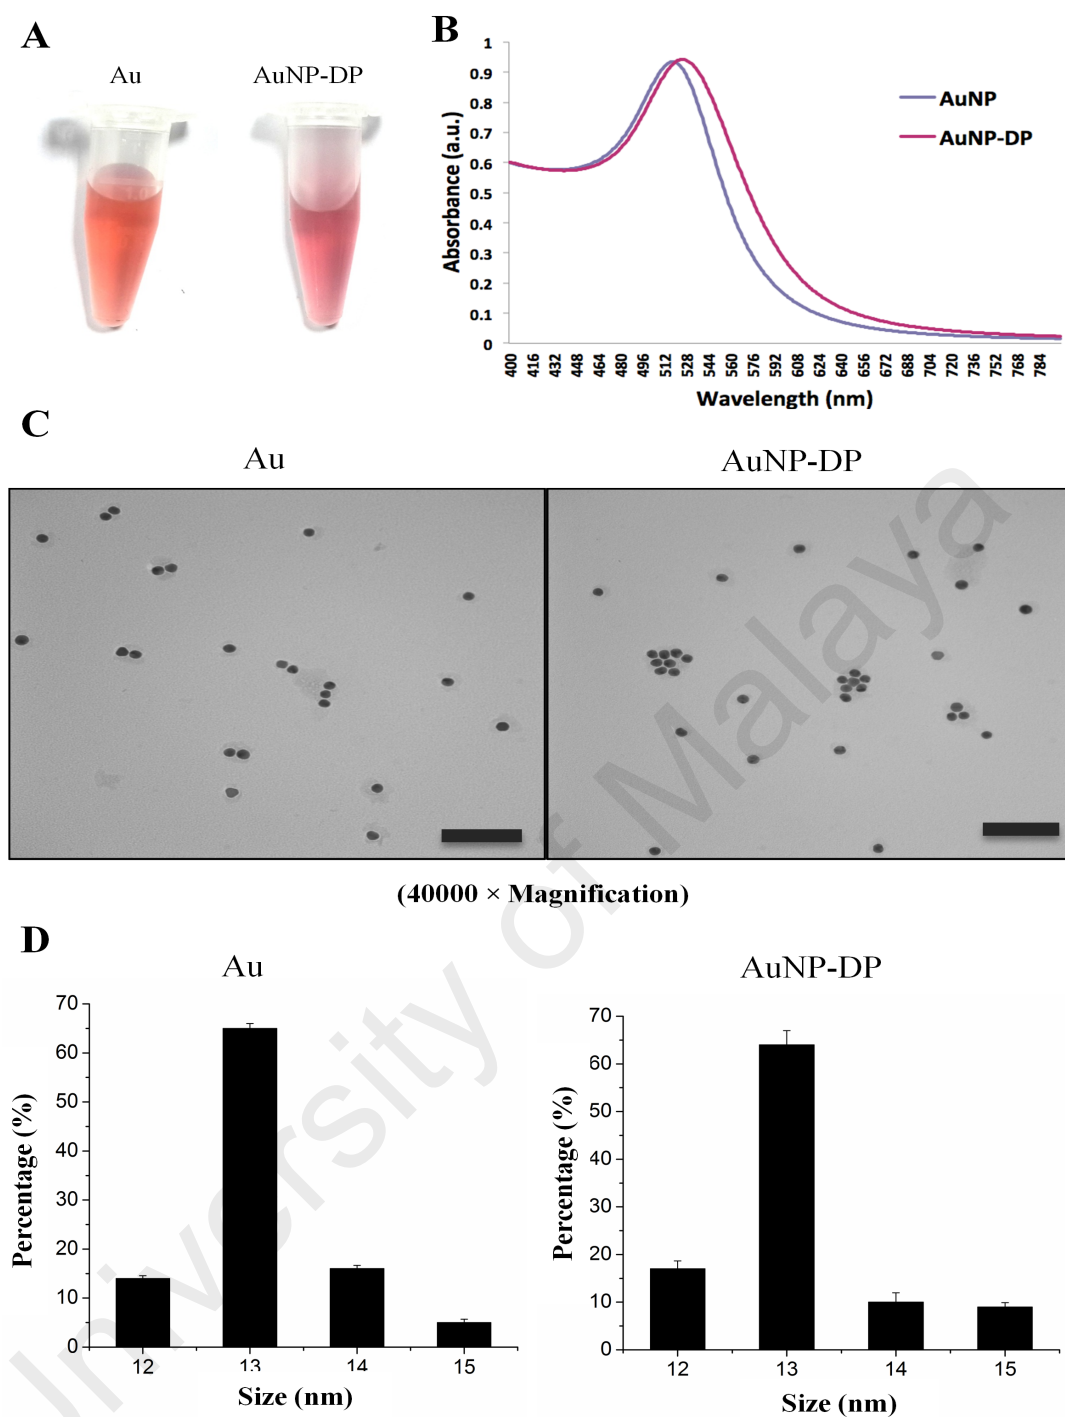 A
Au
AuNP-DP
B
Absorbance (a.u.)
1
0.9
0.8
0.7
0.6
0.5
0.4
0.3
0.2
0.1
0
400 416 432 448 464 480 496 512 528 544 560 576 592 608 624 640 656 672 688 704 720 736 752 768 784
Wavelength (nm)
AuNP
AuNP-DP
C
Au
AuNP-DP
(40000 × Magnification)
D
Au
Percentage (%)
70
60
50
40
30
20
10
0
12 13 14 15
Size (nm)
AuNP-DP
Percentage (%)
70
60
50
40
30
20
10
0
12 13 14 15
Size (nm)
University of Malaya